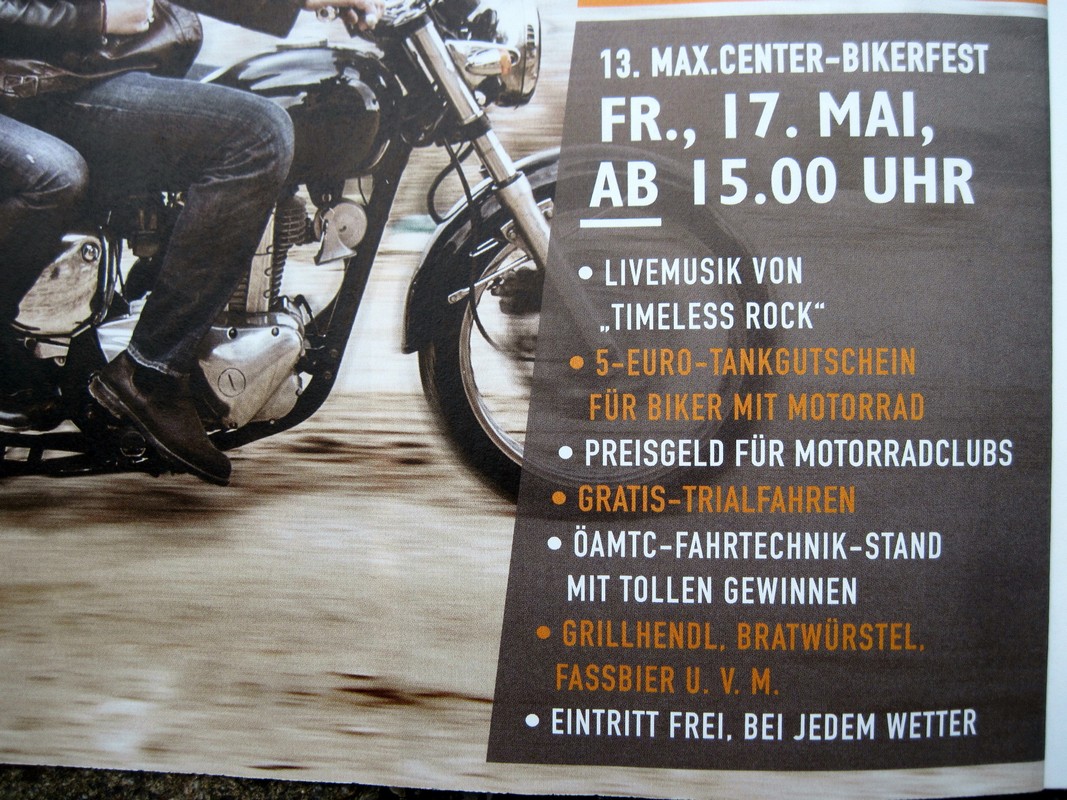 13. MAX.CENTER-BIKERFEST
FR., 17. MAI,
AB 15.00 UHR
• LIVEMUSIK VON
„TIMELESS ROCK“
• 5-EURO-TANKGUTSCHEIN
FÜR BIKER MIT MOTORRAD
• PREISGELD FÜR MOTORRADCLUBS
• GRATIS-TRIALFAHREN
• ÖAMTC-FAHRTECHNIK-STAND
MIT TOLLEN GEWINNEN
• GRILLHENDL, BRATWÜRSTEL,
FASSBIER U. V. M.
• EINTRITT FREI, BEI JEDEM WETTER